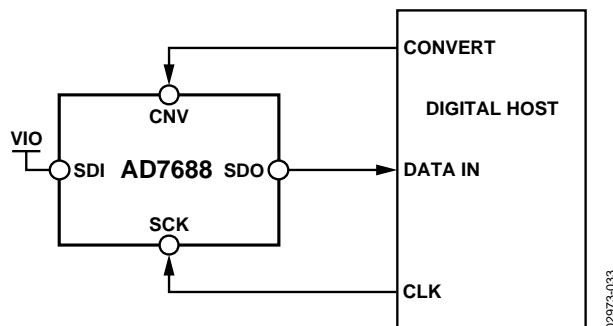 CONVERT
CNV
DIGITAL HOST
VIO
SDI AD7688 SDO
DATA IN
SCK
CLK
02973-033